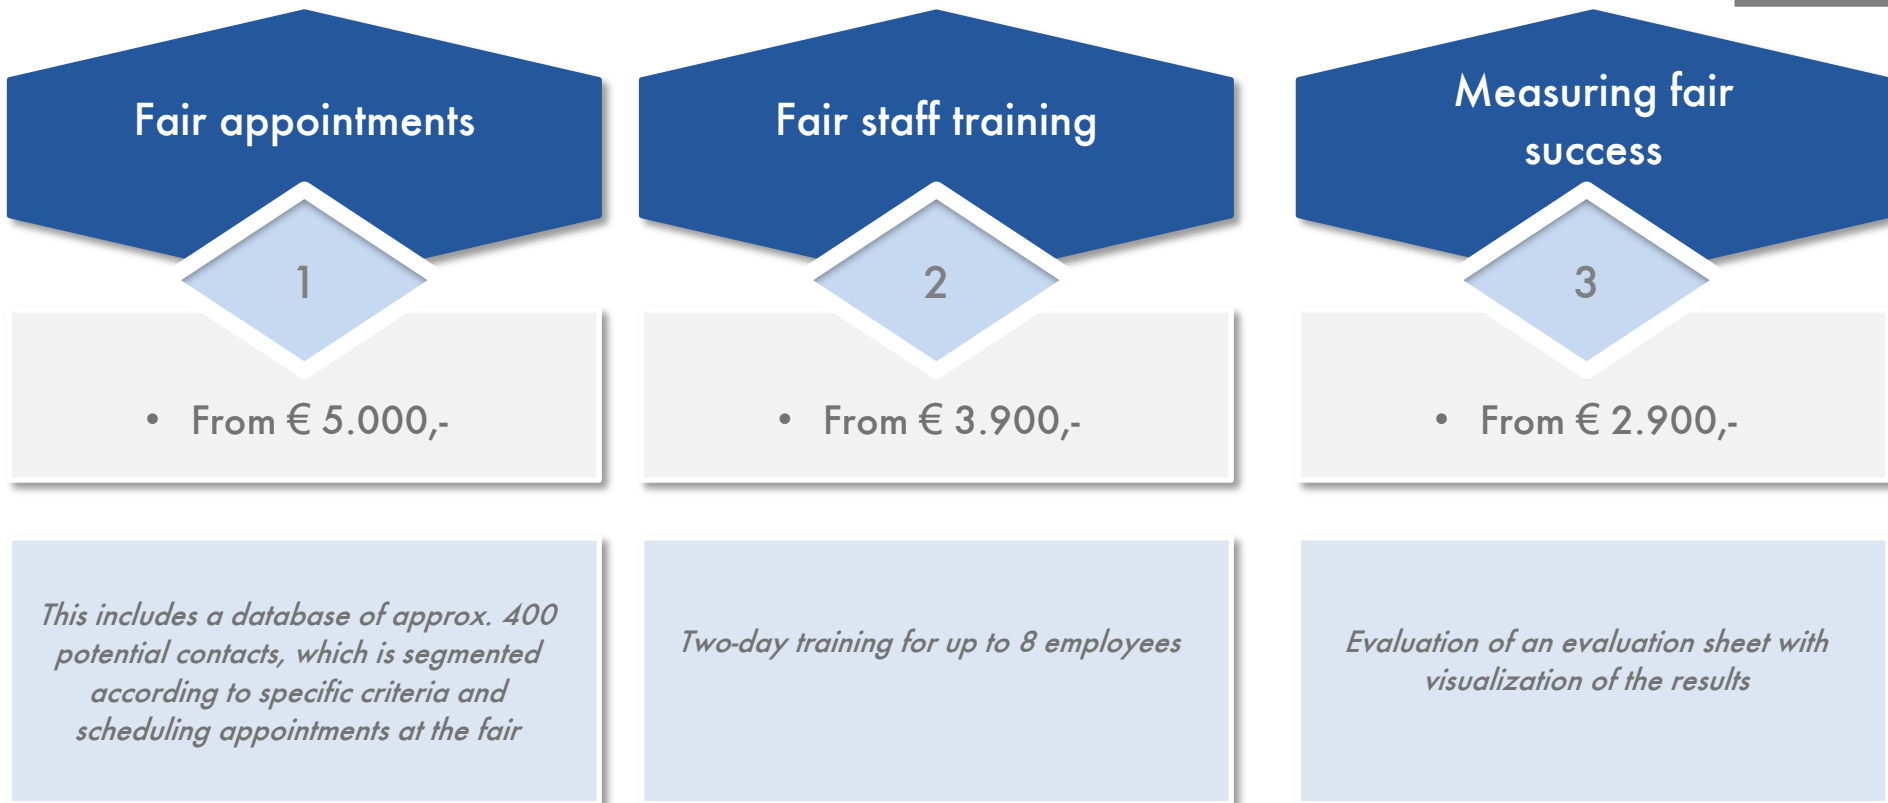 Fair appointments
1
• From € 5.000,-
This includes a database of approx. 400
potential contacts, which is segmented
according to specific criteria and
scheduling appointments at the fair
Fair staff training
2
• From € 3.900,-
Two-day training for up to 8 employees
Measuring fair
success
3
• From € 2.900,-
Evaluation of an evaluation sheet with
visualization of the results